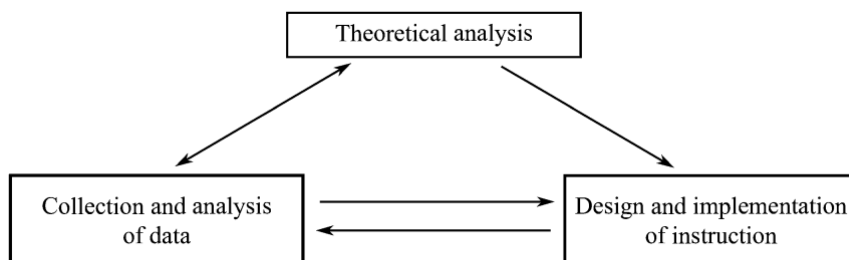 Theoretical analysis
Collection and analysis
of data
Design and implementation
of instruction